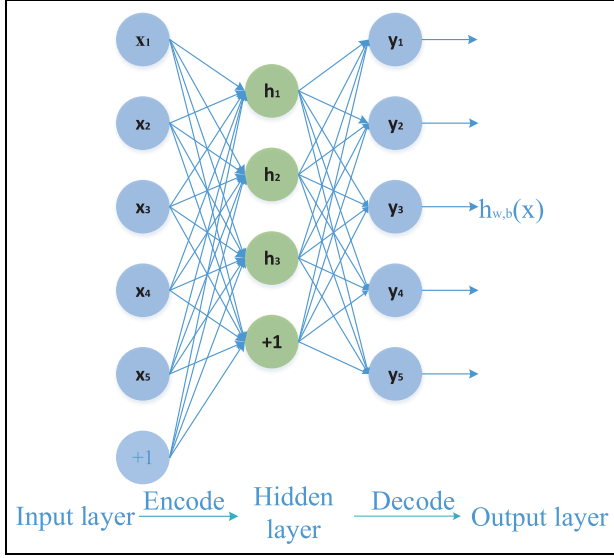 x1
x2
x3
x4
x5
+1
h1
h2
h3
+1
y1
y2
y3
y4
y5
hw,b(x)
Input layer
Encode
Hidden
layer
Decode
Output layer